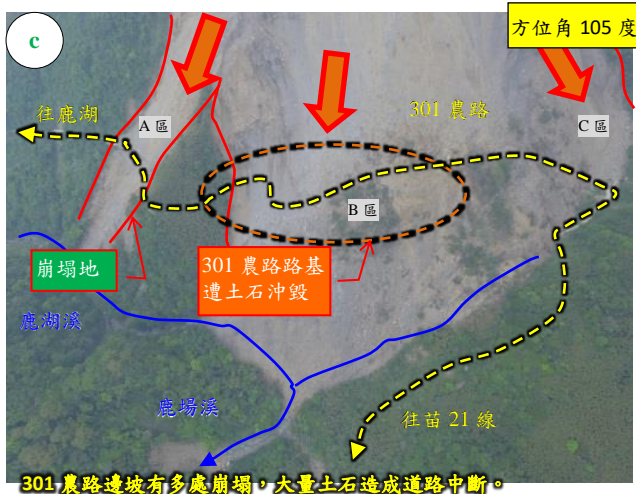 c
方位角 105 度
往鹿湖
A 區
301 農路
C 區
B 區
崩塌地
301 農路路基
遭土石沖毀
鹿湖溪
鹿場溪
往苗 21 線
301 農路邊坡有多處崩塌，大量土石造成道路中斷。